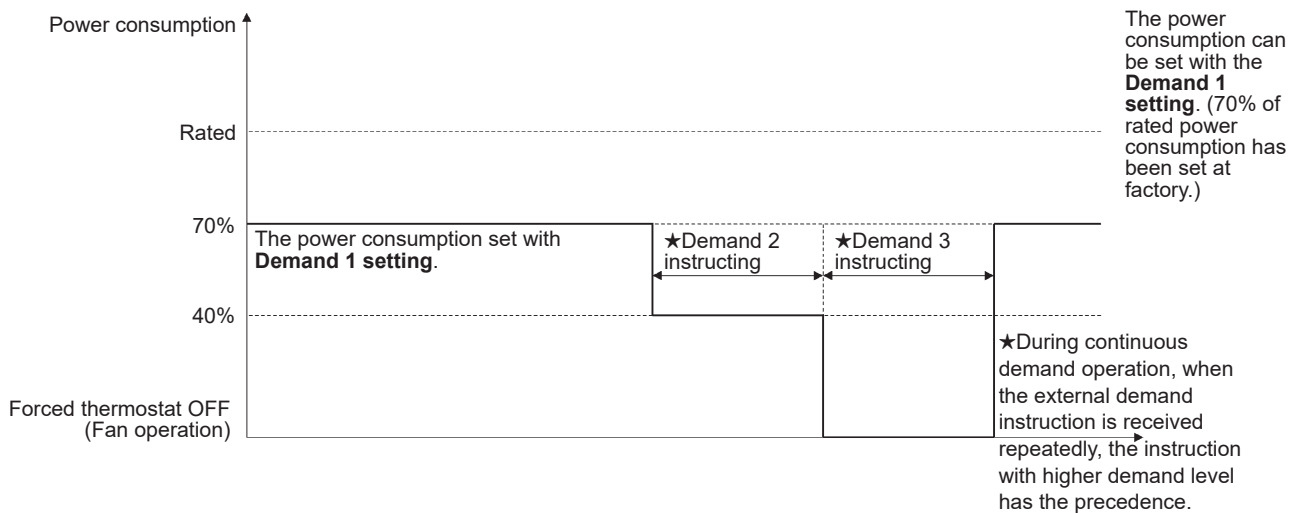 Power consumption
The power
consumption can
be set with the
Demand 1
setting. (70% of
rated power
consumption has
been set at
factory.)
Rated
70%
The power consumption set with
Demand 1 setting.
★Demand 2
instructing
★Demand 3
instructing
40%
★During continuous
demand operation, when
the external demand
instruction is received
repeatedly, the instruction
with higher demand level
has the precedence.
Forced thermostat OFF
(Fan operation)